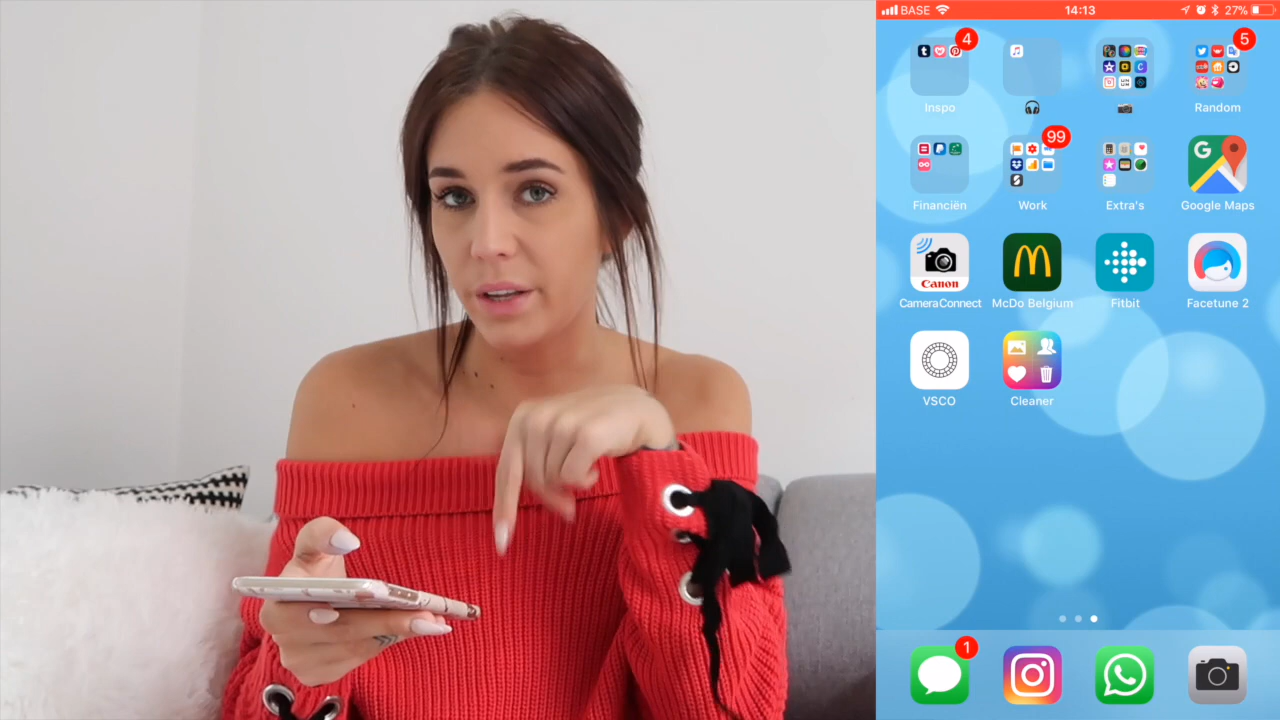 BASE 14:13 27%
4 5
Inspo Random
99
Financiën Work Extra's Google Maps
Canon
CameraConnect McDo Belgium Fitbit Facetune 2
VSCO Cleaner
1